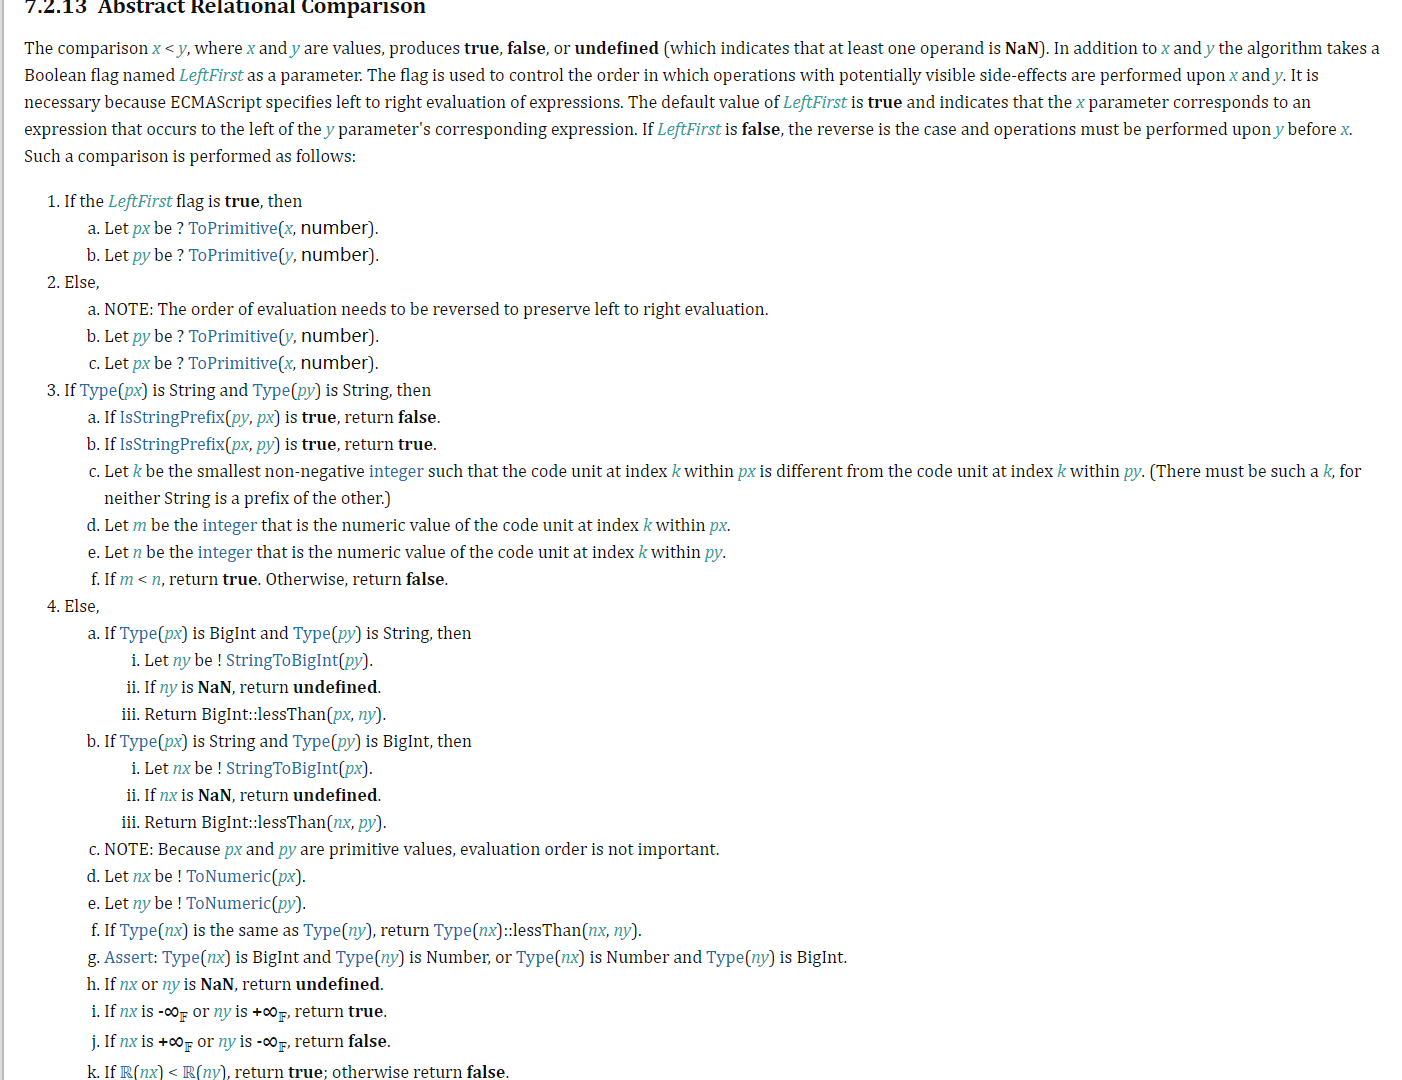 7.2.13 Abstract Relational Comparison
The comparison x < y, where x and y are values, produces true, false, or undefined (which indicates that at least one operand is NaN). In addition to x and y the algorithm takes a
Boolean flag named LeftFirst as a parameter. The flag is used to control the order in which operations with potentially visible side-effects are performed upon x and y. It is
necessary because ECMAScript specifies left to right evaluation of expressions. The default value of LeftFirst is true and indicates that the x parameter corresponds to an
expression that occurs to the left of the y parameter's corresponding expression. If LeftFirst is false, the reverse is the case and operations must be performed upon y before x.
Such a comparison is performed as follows:
1. If the LeftFirst flag is true, then
a. Let px be ? ToPrimitive(x, number).
b. Let py be ? ToPrimitive(y, number).
2. Else,
a. NOTE: The order of evaluation needs to be reversed to preserve left to right evaluation.
b. Let py be ? ToPrimitive(y, number).
c. Let px be ? ToPrimitive(x, number).
3. If Type(px) is String and Type(py) is String, then
a. If IsStringPrefix(py, px) is true, return false.
b. If IsStringPrefix(px, py) is true, return true.
c. Let k be the smallest non-negative integer such that the code unit at index k within px is different from the code unit at index k within py. (There must be such a k, for
neither String is a prefix of the other.)
d. Let m be the integer that is the numeric value of the code unit at index k within px.
e. Let n be the integer that is the numeric value of the code unit at index k within py.
f. If m < n, return true. Otherwise, return false.
4. Else,
a. If Type(px) is BigInt and Type(py) is String, then
i. Let ny be ! StringToBigInt(py).
ii. If ny is NaN, return undefined.
iii. Return BigInt::lessThan(px, ny).
b. If Type(px) is String and Type(py) is BigInt, then
i. Let nx be ! StringToBigInt(px).
ii. If nx is NaN, return undefined.
iii. Return BigInt::lessThan(nx, py).
c. NOTE: Because px and py are primitive values, evaluation order is not important.
d. Let nx be ! ToNumeric(px).
e. Let ny be ! ToNumeric(py).
f. If Type(nx) is the same as Type(ny), return Type(nx)::lessThan(nx, ny).
g. Assert: Type(nx) is BigInt and Type(ny) is Number, or Type(nx) is Number and Type(ny) is BigInt.
h. If nx or ny is NaN, return undefined.
i. If nx is -∞𝔽 or ny is +∞𝔽, return true.
j. If nx is +∞𝔽 or ny is -∞𝔽, return false.
k. If ℝ(nx) < ℝ(ny), return true; otherwise return false.